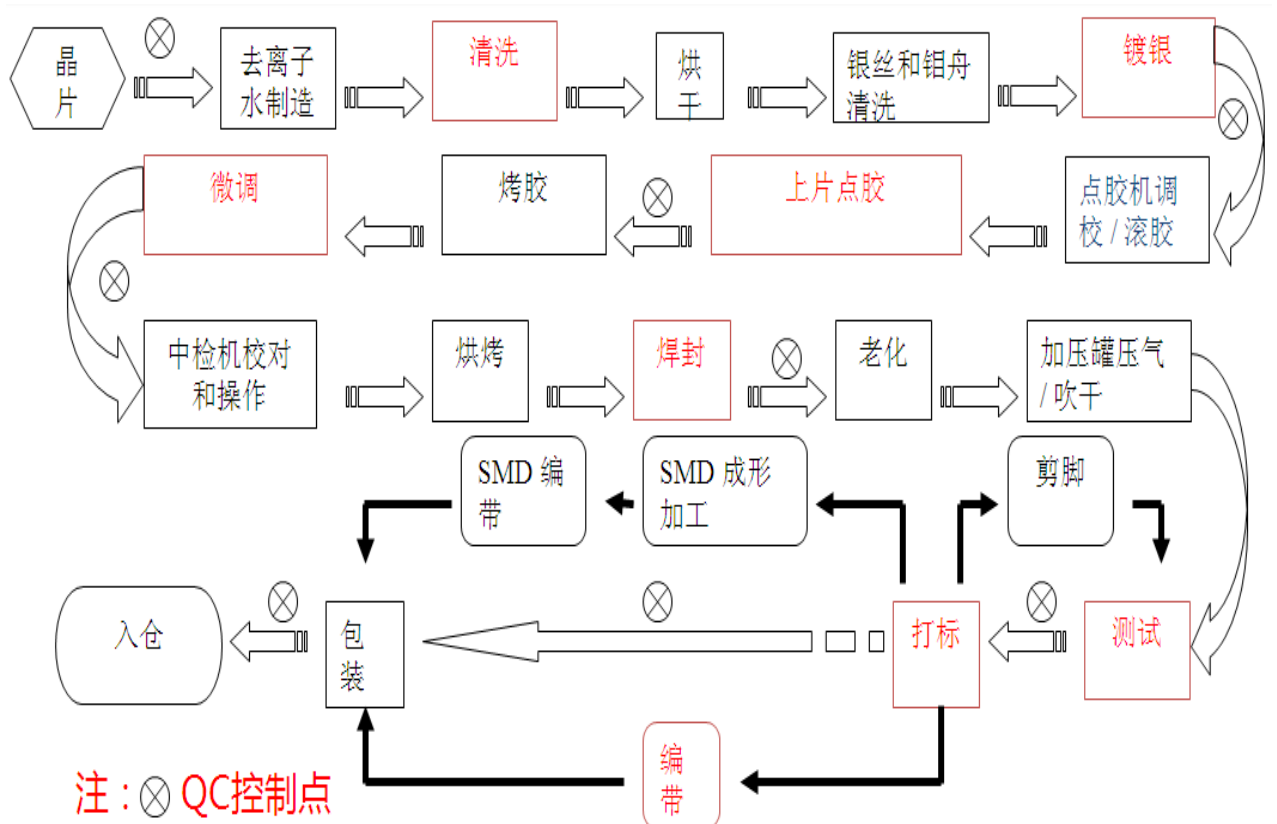 晶
片
去离子
水制造
清洗
烘
干
银丝和钼舟
清洗
镀银
微调
烤胶
上片点胶
点胶机调
校 / 滚胶
中检机校对
和操作
烘烤
焊封
老化
加压罐压气
/ 吹干
SMD 编
带
SMD 成形
加工
剪脚
入仓
包
装
打标
测试
编
带
注：⊗ QC控制点